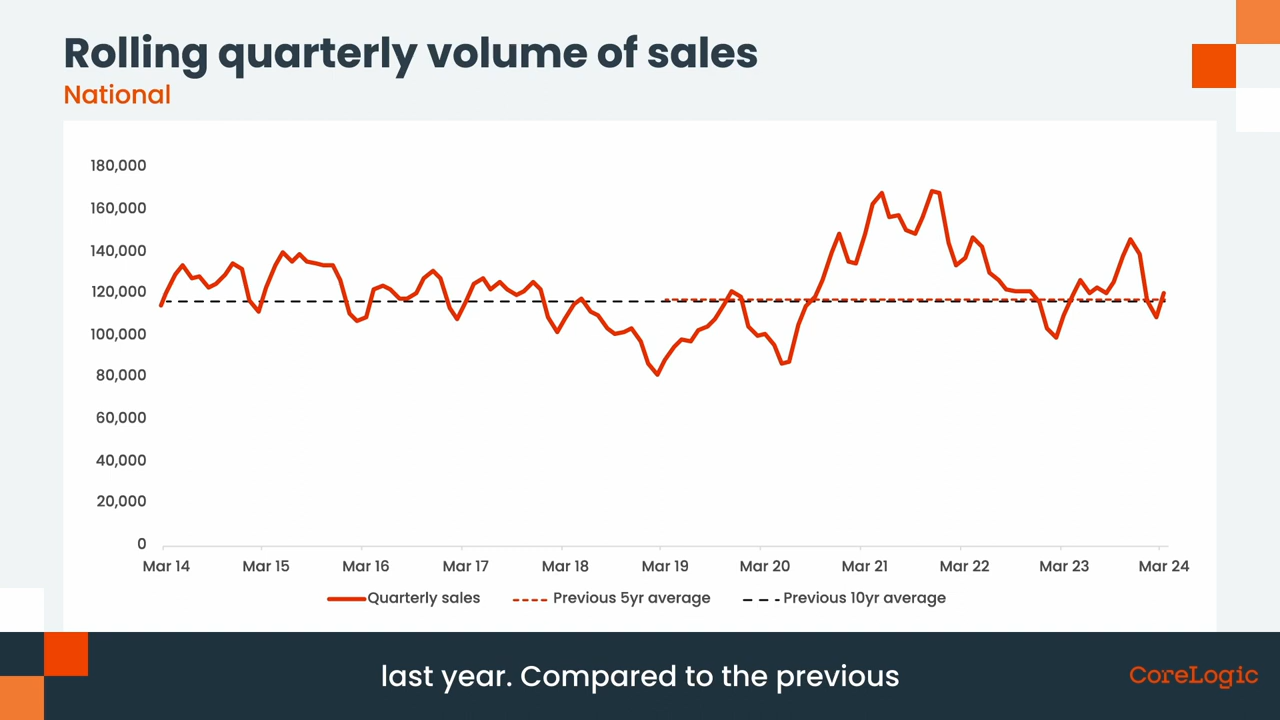 Rolling quarterly volume of sales
National
180,000
160,000
140,000
120,000
100,000
80,000
60,000
40,000
20,000
0
Mar 14 Mar 15 Mar 16 Mar 17 Mar 18 Mar 19 Mar 20 Mar 21 Mar 22 Mar 23 Mar 24
Quarterly sales Previous 5yr average Previous 10yr average
last year. Compared to the previous
CoreLogic